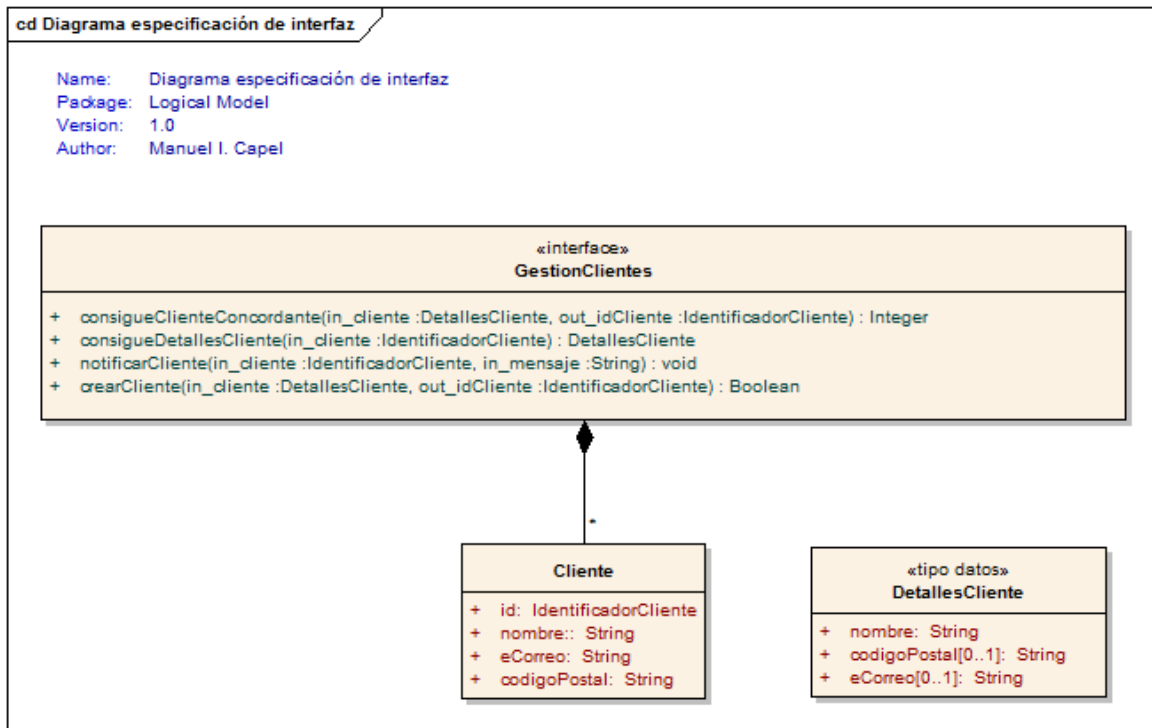 cd Diagrama especificación de interfaz
Name: Diagrama especificación de interfaz
Package: Logical Model
Version: 1.0
Author: Manuel I. Capel
«interface»
GestionClientes
+ consigueClienteConcordante(in_cliente :DetallesCliente, out_idCliente :IdentificadorCliente) : Integer
+ consigueDetallesCliente(in_cliente :IdentificadorCliente) : DetallesCliente
+ notificarCliente(in_cliente :IdentificadorCliente, in_mensaje :String) : void
+ crearCliente(in_cliente :DetallesCliente, out_idCliente :IdentificadorCliente) : Boolean
*
Cliente
+ id: IdentificadorCliente
+ nombre:: String
+ eCorreo: String
+ codigoPostal: String
«tipo datos»
DetallesCliente
+ nombre: String
+ codigoPostal[0..1]: String
+ eCorreo[0..1]: String